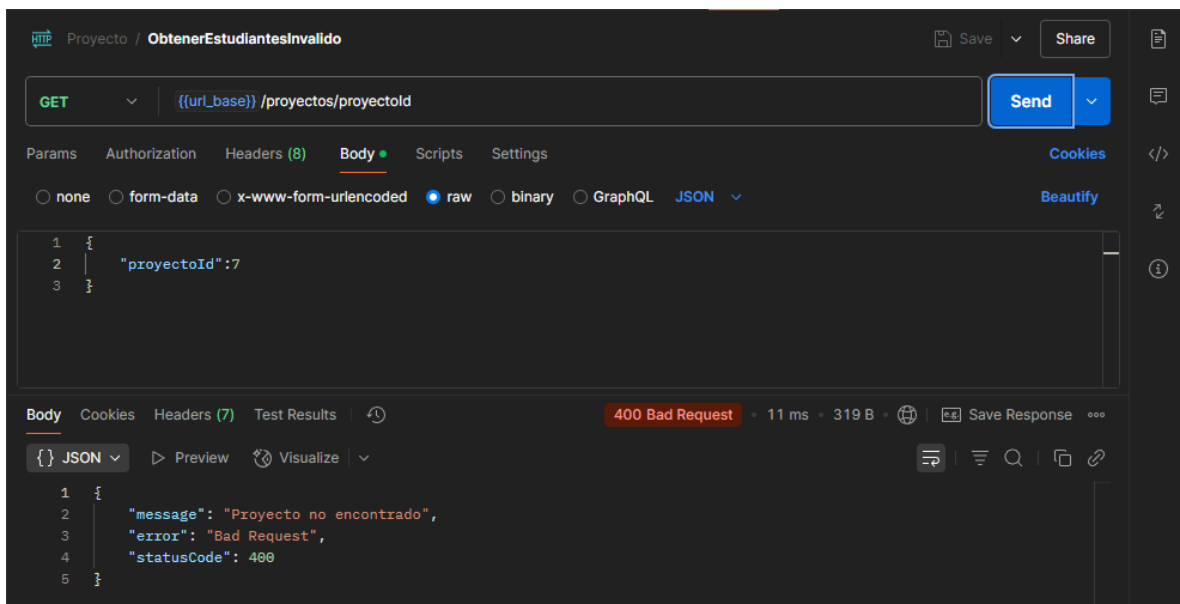 HTTP Proyecto / ObtenerEstudiantesInvalido Save Share
GET {{url_base}} /proyectos/proyectoId Send
Params Authorization Headers (8) Body Scripts Settings Cookies
none form-data x-www-form-urlencoded raw binary GraphQL JSON Beautify
1 {
2 "proyectoId":7
3 }
Body Cookies Headers (7) Test Results 400 Bad Request 11 ms 319 B e.g. Save Response
{} JSON Preview Visualize
1 {
2 "message": "Proyecto no encontrado",
3 "error": "Bad Request",
4 "statusCode": 400
5 }